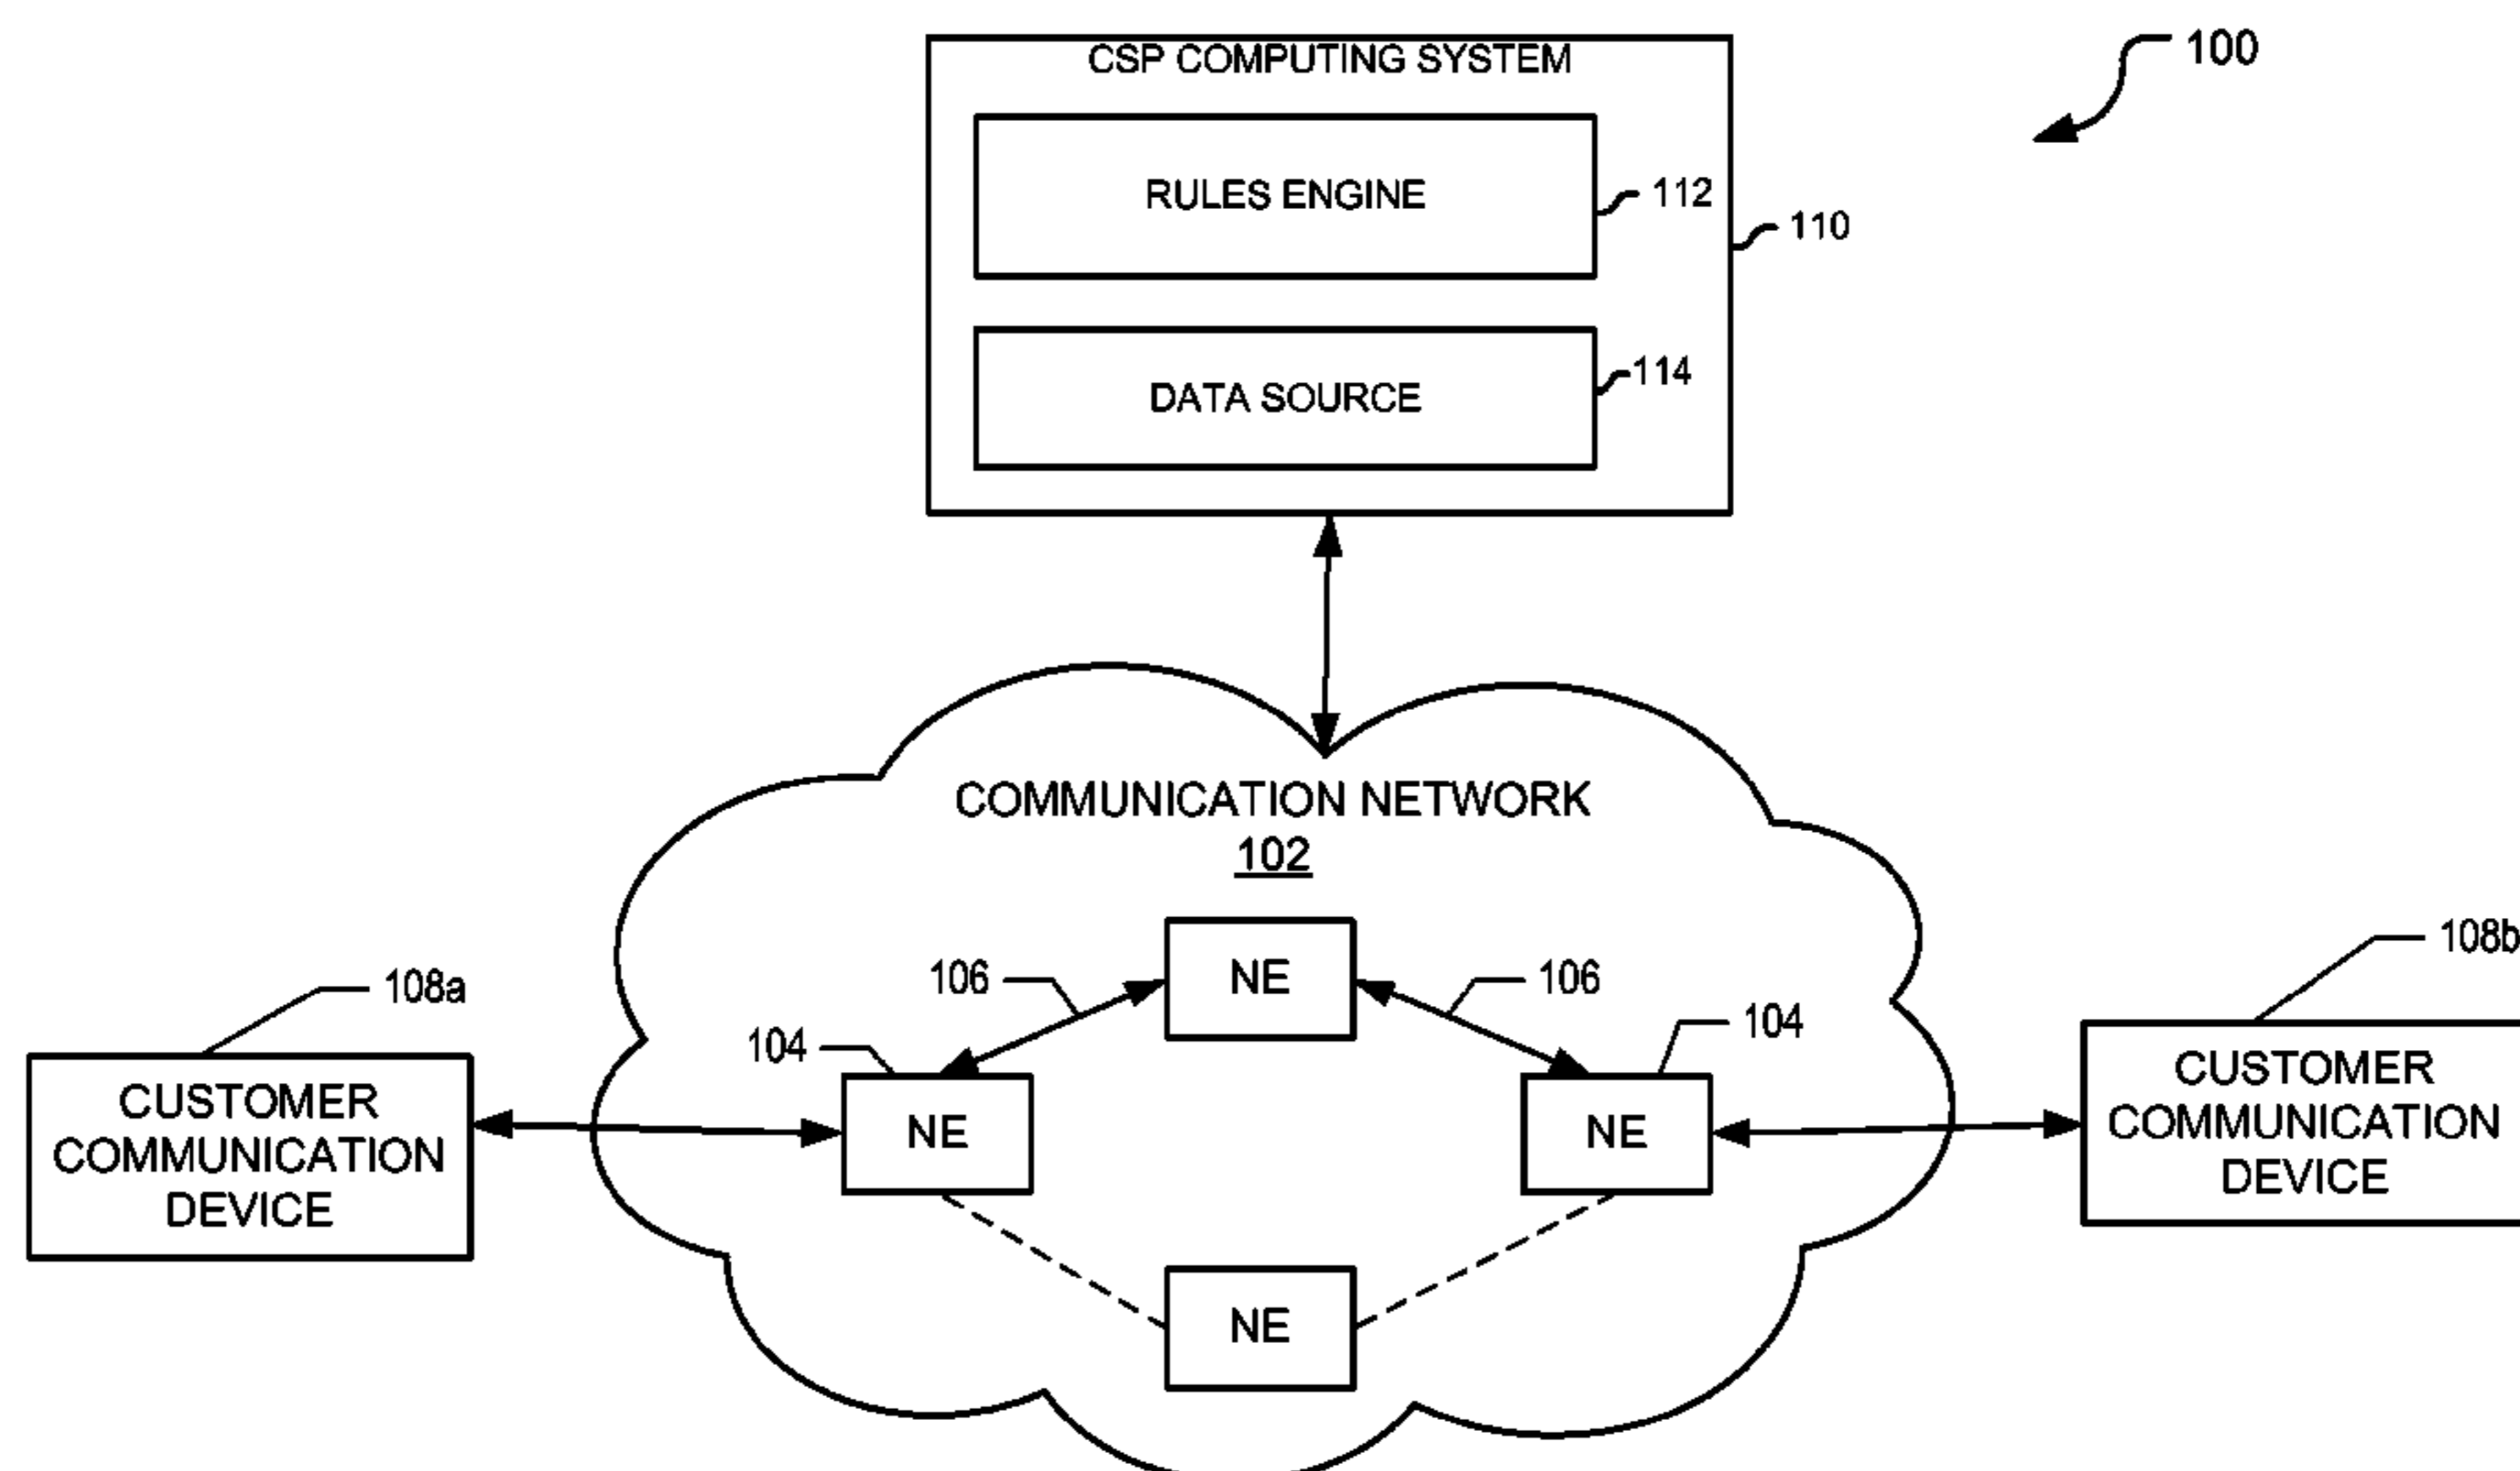 CSP COMPUTING SYSTEM
100
RULES ENGINE
112
110
DATA SOURCE
114
COMMUNICATION NETWORK
102
108a
106
NE
106
108b
104
104
CUSTOMER
COMMUNICATION
DEVICE
NE
NE
CUSTOMER
COMMUNICATION
DEVICE
NE